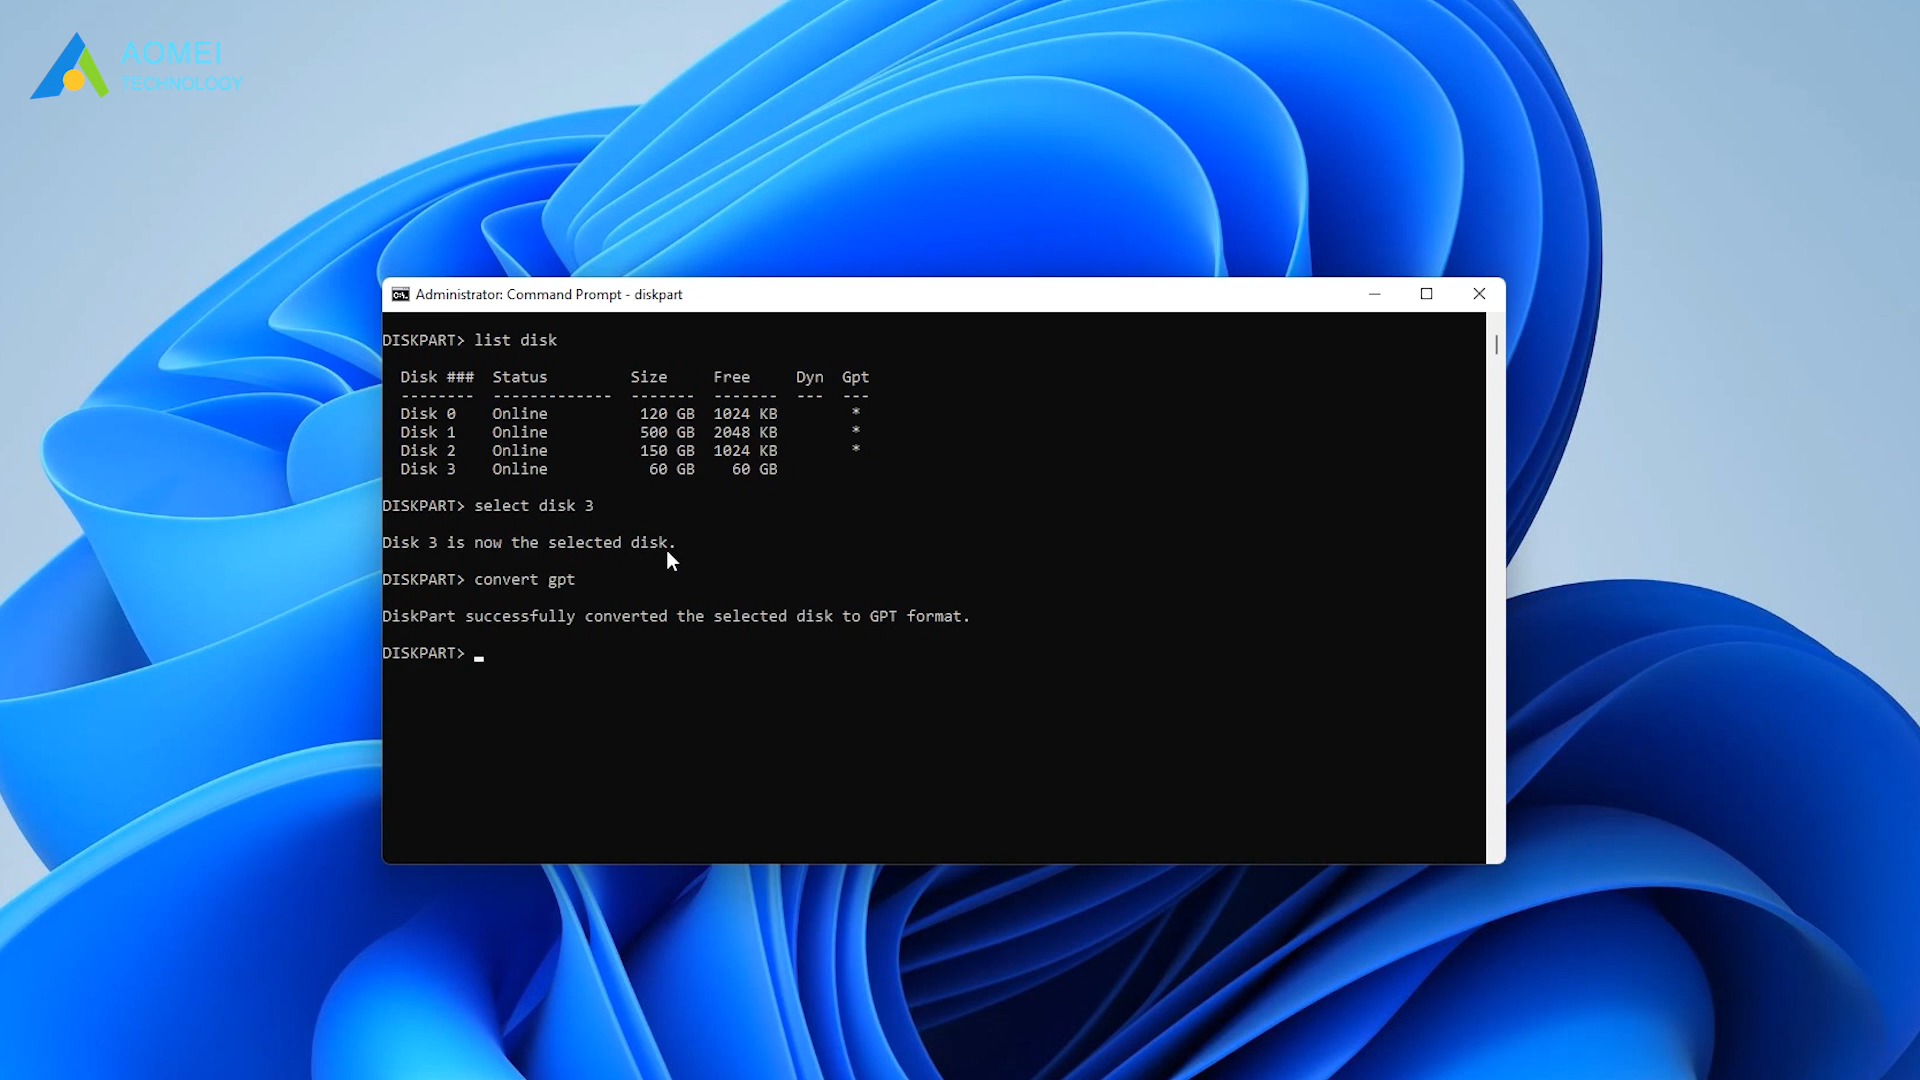 AOMEI
TECHNOLOGY
Administrator: Command Prompt - diskpart
DISKPART> list disk
Disk ###  Status         Size     Free     Dyn  Gpt
--------  -------------  -------  -------  ---  ---
Disk 0    Online          120 GB  1024 KB        *
Disk 1    Online          500 GB  2048 KB        *
Disk 2    Online          150 GB  1024 KB        *
Disk 3    Online           60 GB    60 GB
DISKPART> select disk 3
Disk 3 is now the selected disk.
DISKPART> convert gpt
DiskPart successfully converted the selected disk to GPT format.
DISKPART>